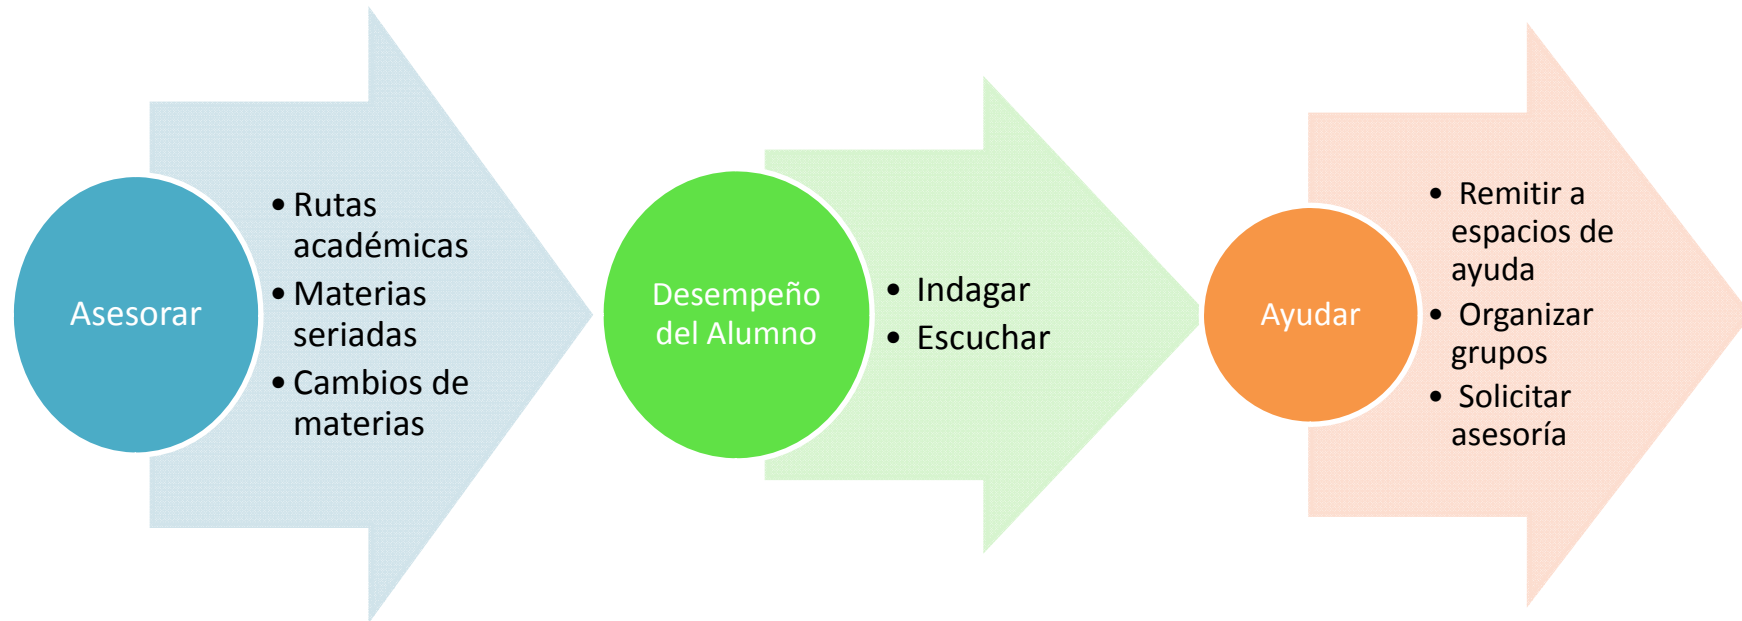 Asesorar
• Rutas
académicas
• Materias
seriadas
• Cambios de
materias
Desempeño
del Alumno
• Indagar
• Escuchar
Ayudar
• Remitir a
espacios de
ayuda
• Organizar
grupos
• Solicitar
asesoría